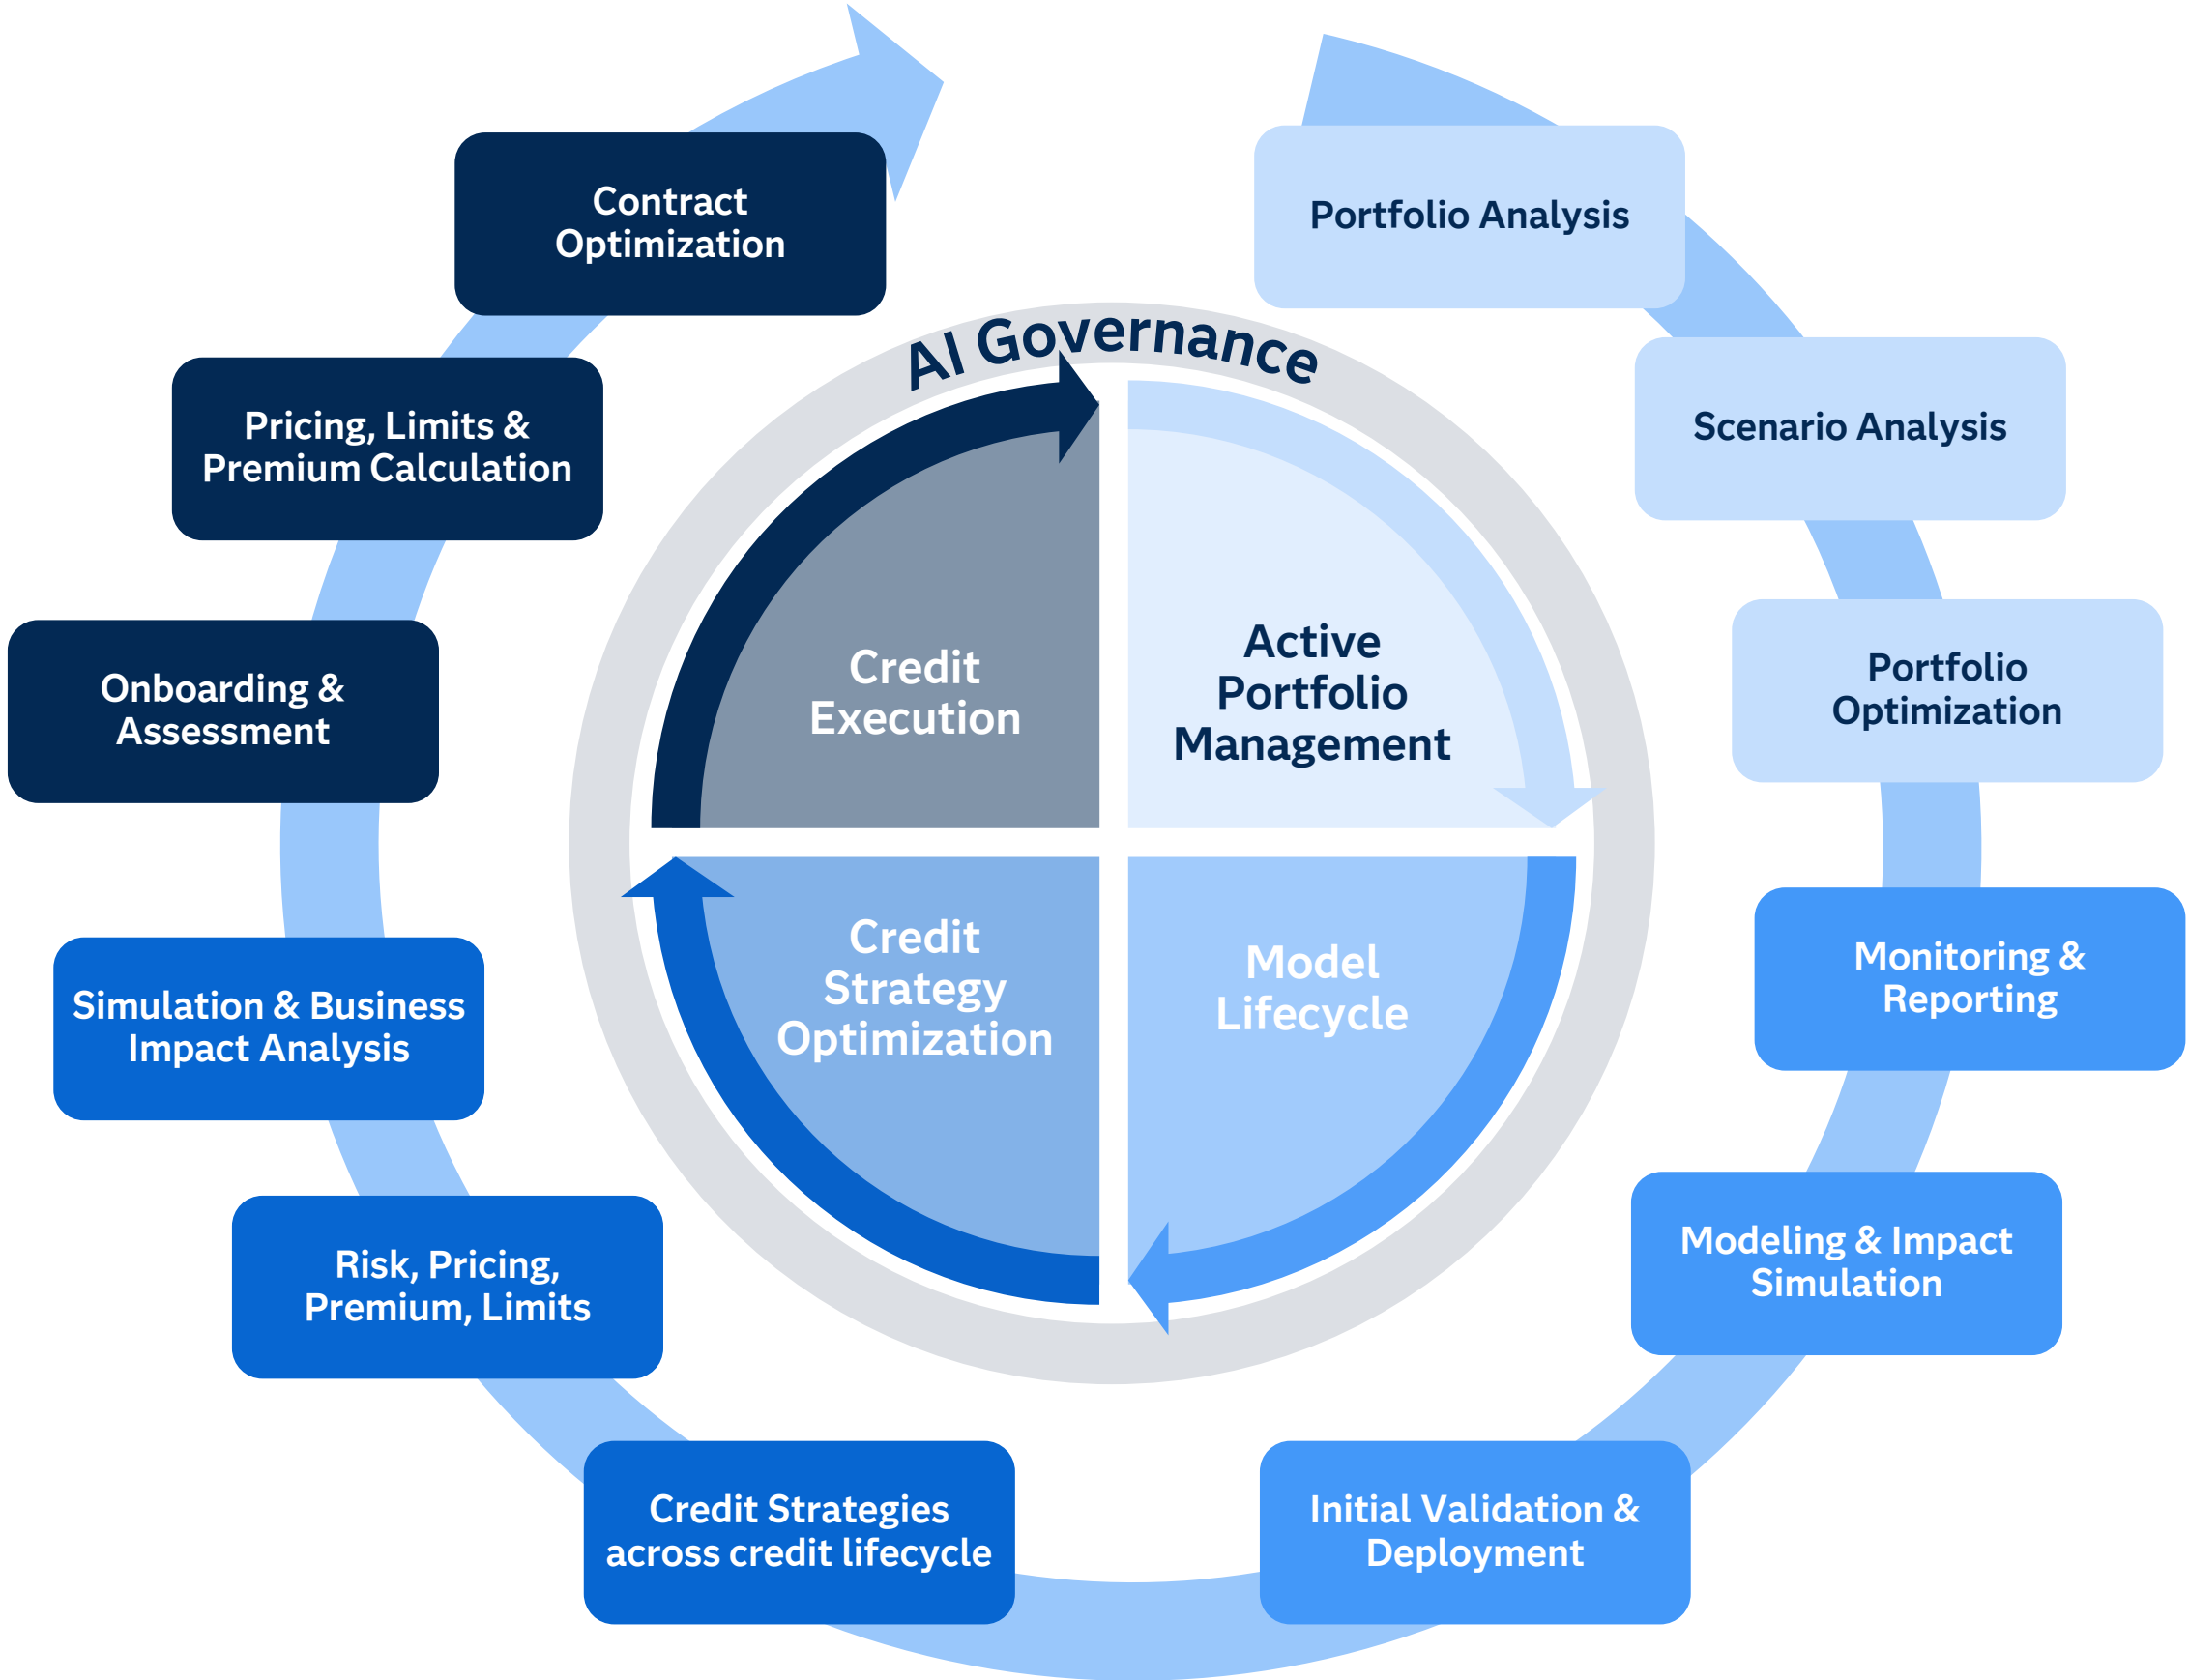 Contract
Optimization
Portfolio Analysis
AI Governance
Pricing, Limits &
Premium Calculation
Scenario Analysis
Onboarding &
Assessment
Credit
Execution
Active
Portfolio
Management
Portfolio
Optimization
Simulation & Business
Impact Analysis
Credit
Strategy
Optimization
Model
Lifecycle
Monitoring &
Reporting
Risk, Pricing,
Premium, Limits
Modeling & Impact
Simulation
Credit Strategies
across credit lifecycle
Initial Validation &
Deployment